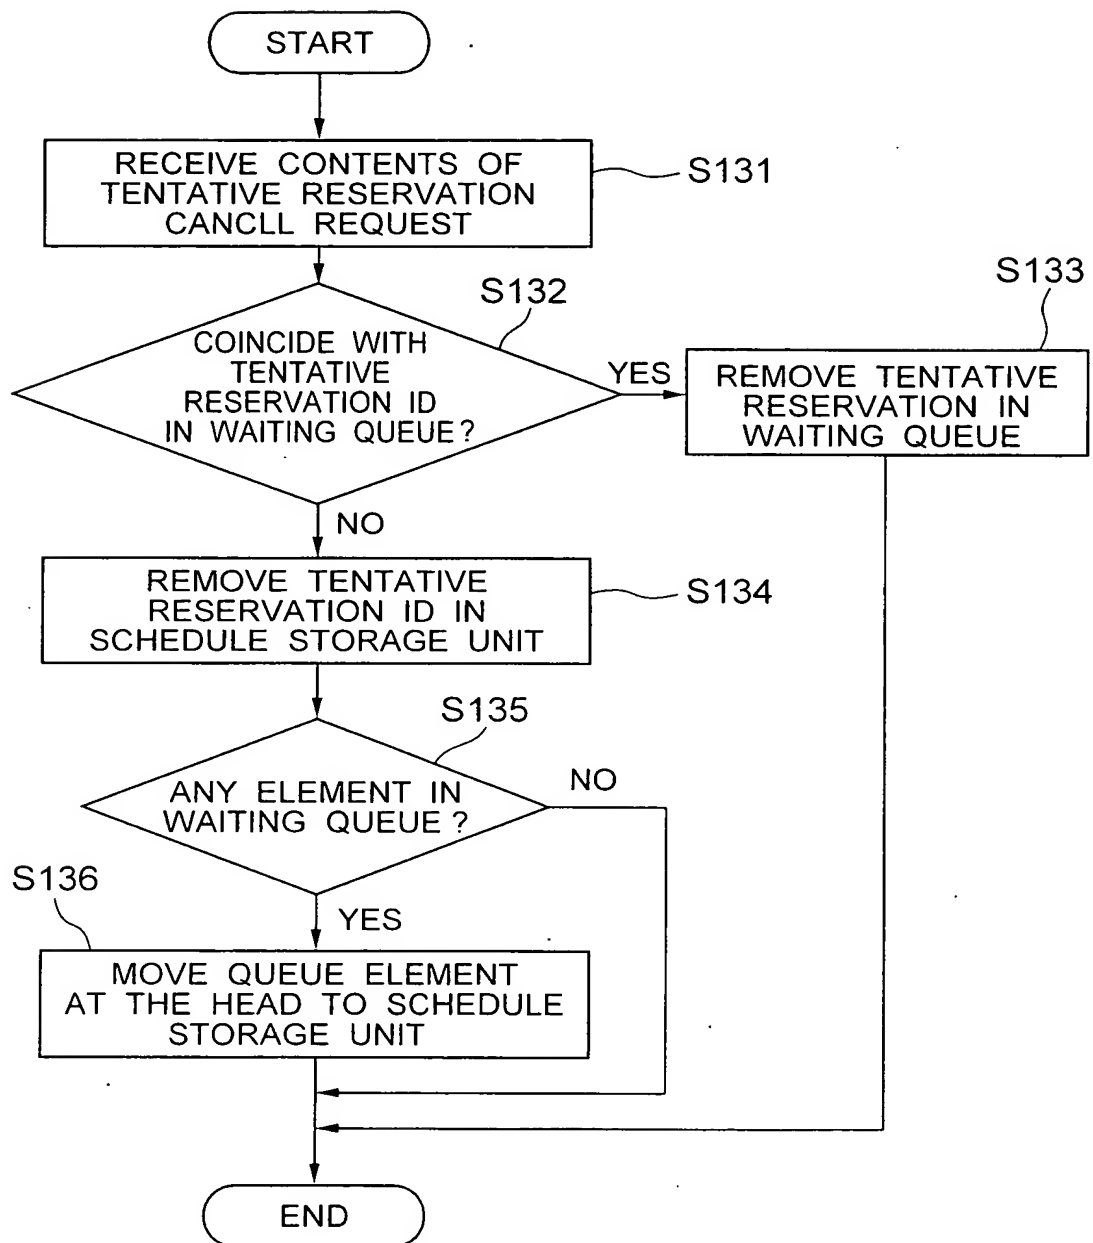 START
RECEIVE CONTENTS OF
TENTATIVE RESERVATION
CANCLL REQUEST
S131
S132
COINCIDE WITH
TENTATIVE
RESERVATION ID
IN WAITING QUEUE?
YES
S133
REMOVE TENTATIVE
RESERVATION IN
WAITING QUEUE
NO
REMOVE TENTATIVE
RESERVATION ID IN
SCHEDULE STORAGE UNIT
S134
S135
ANY ELEMENT IN
WAITING QUEUE?
NO
S136
YES
MOVE QUEUE ELEMENT
AT THE HEAD TO SCHEDULE
STORAGE UNIT
END